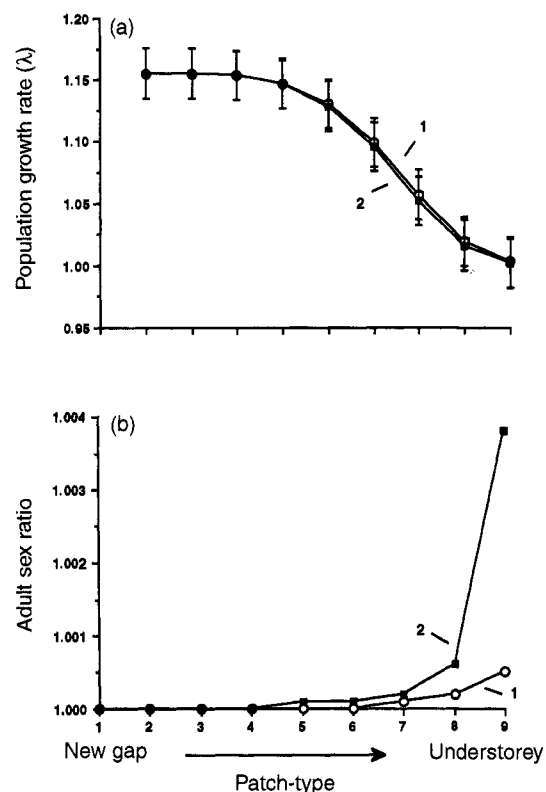 (a)
Population growth rate (λ)
1.20
1.15
1.10
1.05
1.00
0.95
1
2
(b)
Adult sex ratio
1.004
1.003
1.002
1.001
1.000
2
1
1 2 3 4 5 6 7 8 9
New gap Understorey
Patch-type